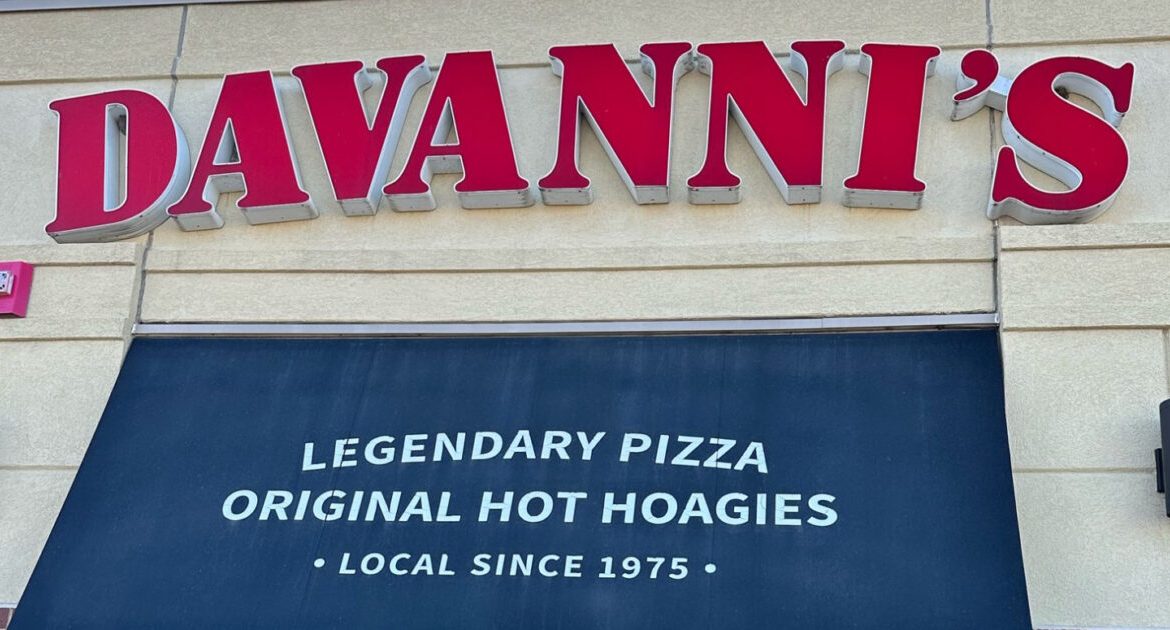 DAVANNI'S
LEGENDARY PIZZA
ORIGINAL HOT HOAGIES
• LOCAL SINCE 1975 •